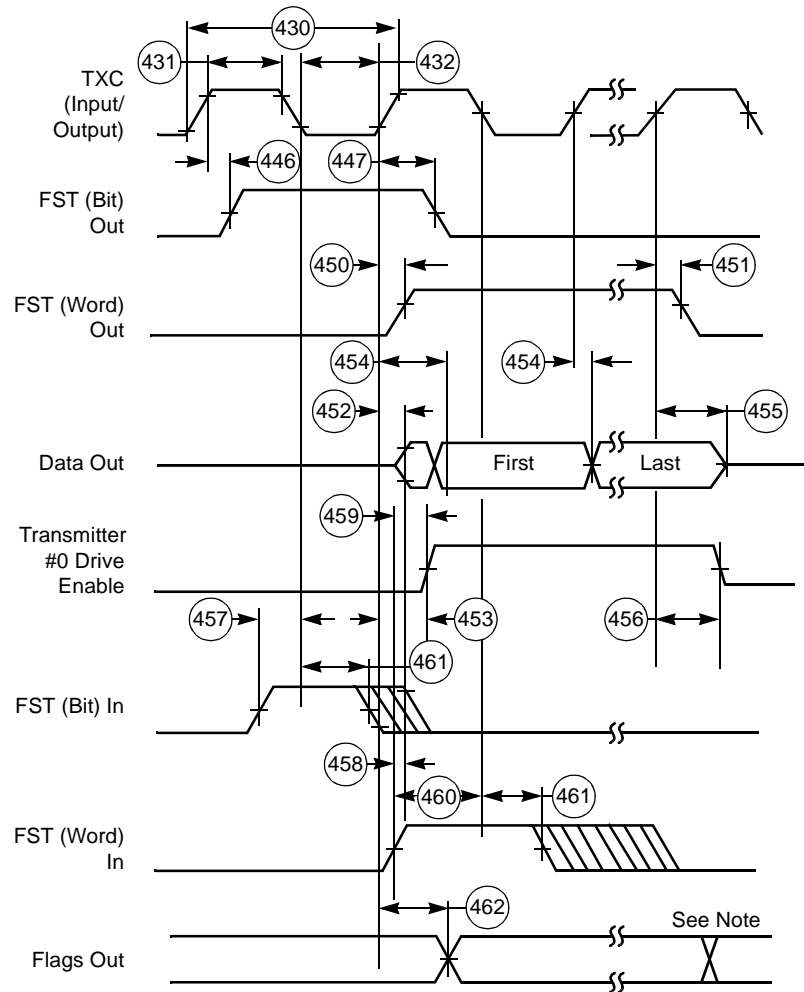 430
431
432
TXC
(Input/
Output)
446
447
FST (Bit)
Out
450
451
FST (Word)
Out
454
454
452
455
Data Out
First
Last
459
Transmitter
#0 Drive
Enable
457
453
456
461
FST (Bit) In
458
460
461
FST (Word)
In
462
See Note
Flags Out